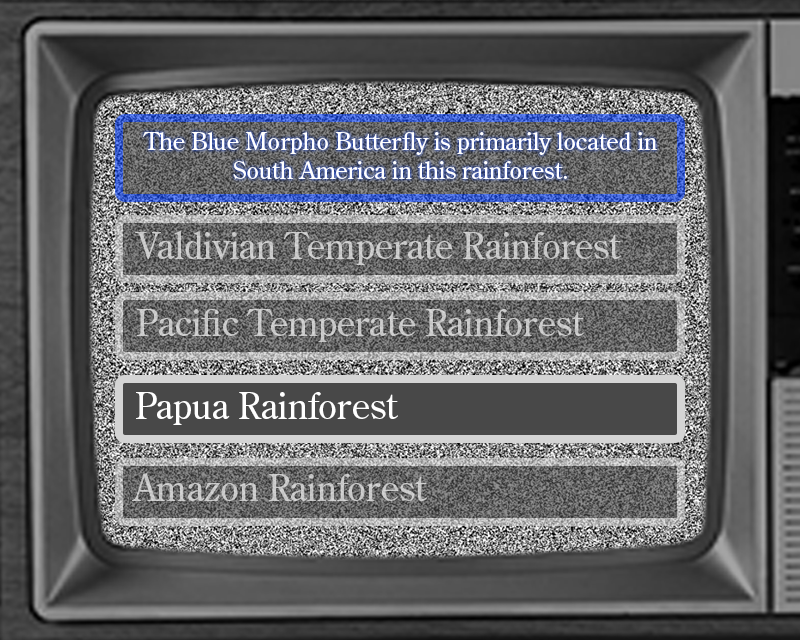 The Blue Morpho Butterfly is primarily located in
South America in this rainforest.
Valdivian Temperate Rainforest
Pacific Temperate Rainforest
Papua Rainforest
Amazon Rainforest